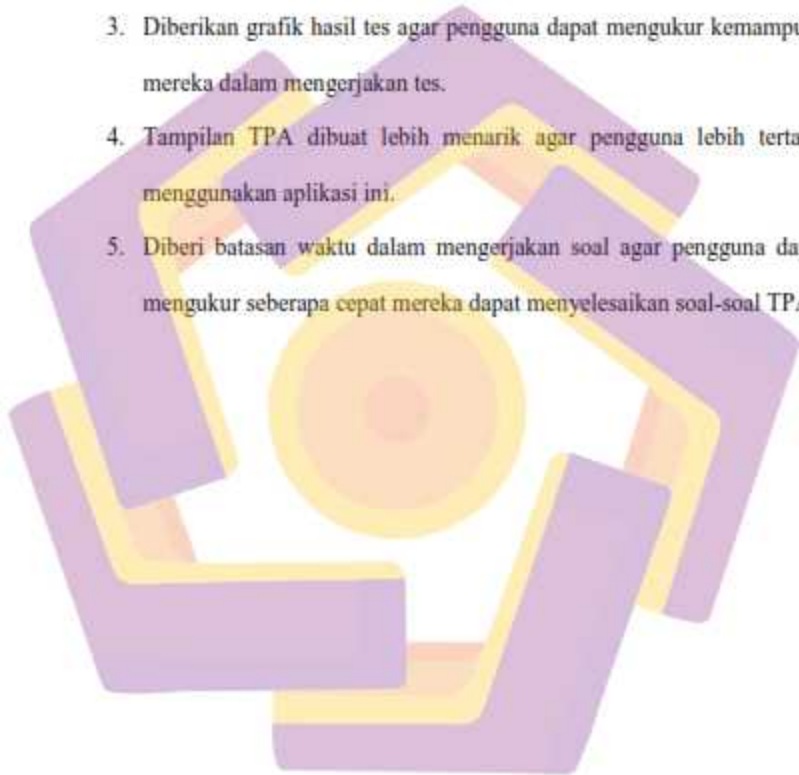 3. Diberikan grafik hasil tes agar pengguna dapat mengukur kemampu
mereka dalam mengerjakan tes.
4. Tampilan TPA dibuat lebih menarik agar pengguna lebih terta
menggunakan aplikasi ini.
5. Diberi batasan waktu dalam mengerjakan soal agar pengguna da
mengukur seberapa cepat mereka dapat menyelesaikan soal-soal TPA